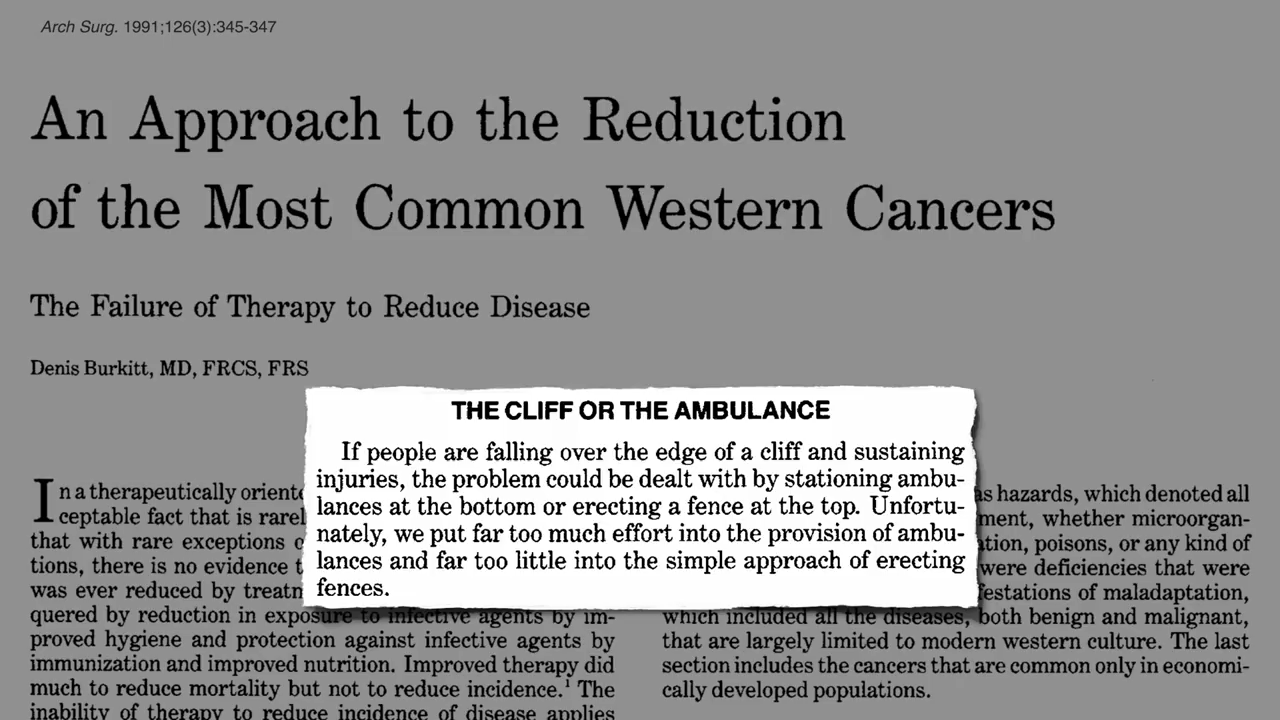 Arch Surg. 1991;126(3):345-347
An Approach to the Reduction
of the Most Common Western Cancers
The Failure of Therapy to Reduce Disease
Denis Burkitt, MD, FRCS, FRS
THE CLIFF OR THE AMBULANCE
If people are falling over the edge of a cliff and sustaining
injuries, the problem could be dealt with by stationing ambu-
lances at the bottom or erecting a fence at the top. Unfortu-
nately, we put far too much effort into the provision of ambu-
lances and far too little into the simple approach of erecting
fences.
In a therapeutically
ceptable fact that is
that with rare exceptions
tions, there is no evidence
was ever reduced by
quered by reduction in exposure to infective agents by im-
proved hygiene and protection against infective agents by
immunization and improved nutrition. Improved therapy did
much to reduce mortality but not to reduce incidence.¹ The
inability of therapy to reduce incidence of disease applies
as hazards, which denoted all
whether microorgan-
poisons, or any kind of
were deficiencies that were
of maladaptation,
which included all the diseases, both benign and malignant,
that are largely limited to modern western culture. The last
section includes the cancers that are common only in economi-
cally developed populations.